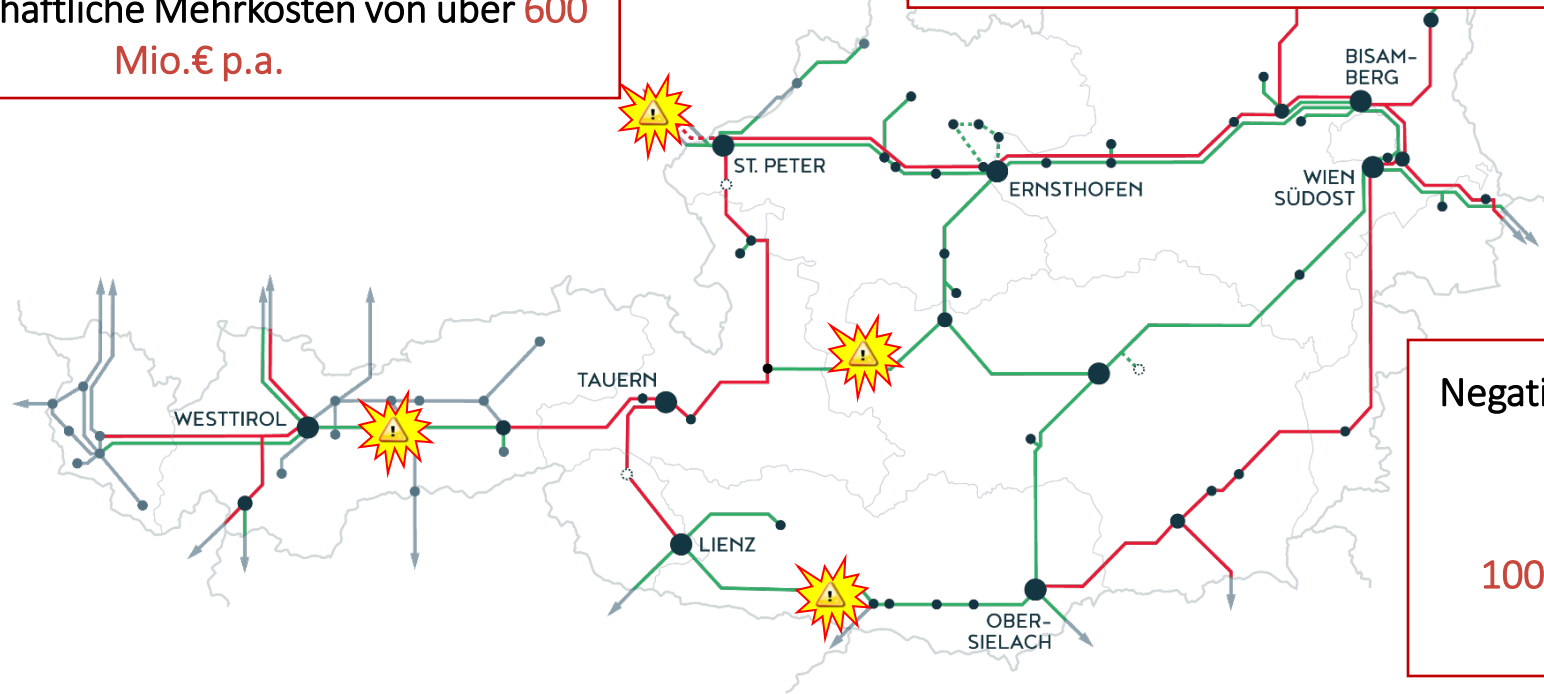 haftliche Mehrkosten von über 600
Mio.€ p.a.
BISAM-
BERG
ST. PETER
ERNSTHOFEN
WIEN
SÜDOST
TAUERN
WESTTIROL
Negati
LIENZ
100
OBER-
SIELACH